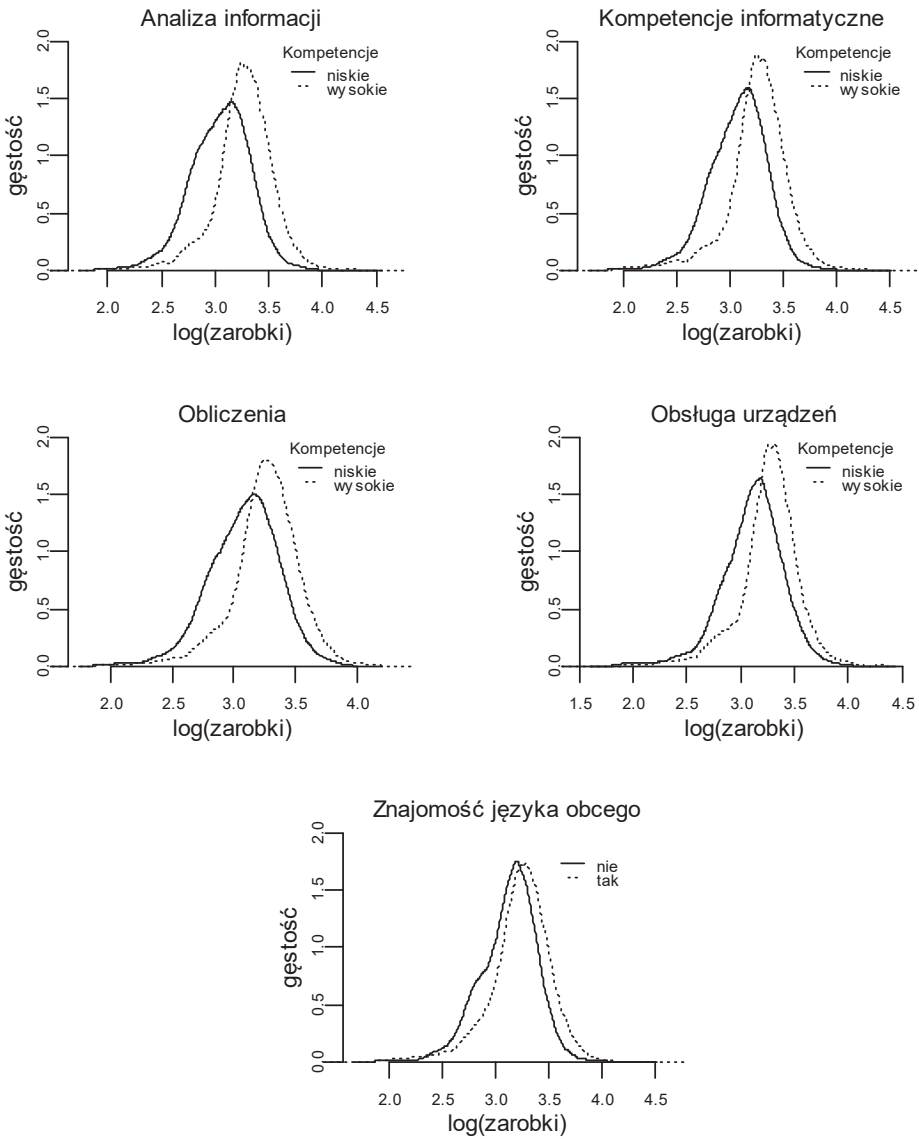 Analiza informacji
gęstość
0.0 0.5 1.0 1.5 2.0
Kompetencje
niskie
wysokie
2.0 2.5 3.0 3.5 4.0 4.5
log(zarobki)
Kompetencje informatyczne
gęstość
0.0 0.5 1.0 1.5 2.0
Kompetencje
niskie
wysokie
2.0 2.5 3.0 3.5 4.0 4.5
log(zarobki)
Obliczenia
gęstość
0.0 0.5 1.0 1.5 2.0
Kompetencje
niskie
wysokie
2.0 2.5 3.0 3.5 4.0
log(zarobki)
Obsługa urządzeń
gęstość
0.0 0.5 1.0 1.5 2.0
Kompetencje
niskie
wysokie
1.5 2.0 2.5 3.0 3.5 4.0 4.5
log(zarobki)
Znajomość języka obcego
gęstość
0.0 0.5 1.0 1.5 2.0
nie
tak
2.0 2.5 3.0 3.5 4.0 4.5
log(zarobki)